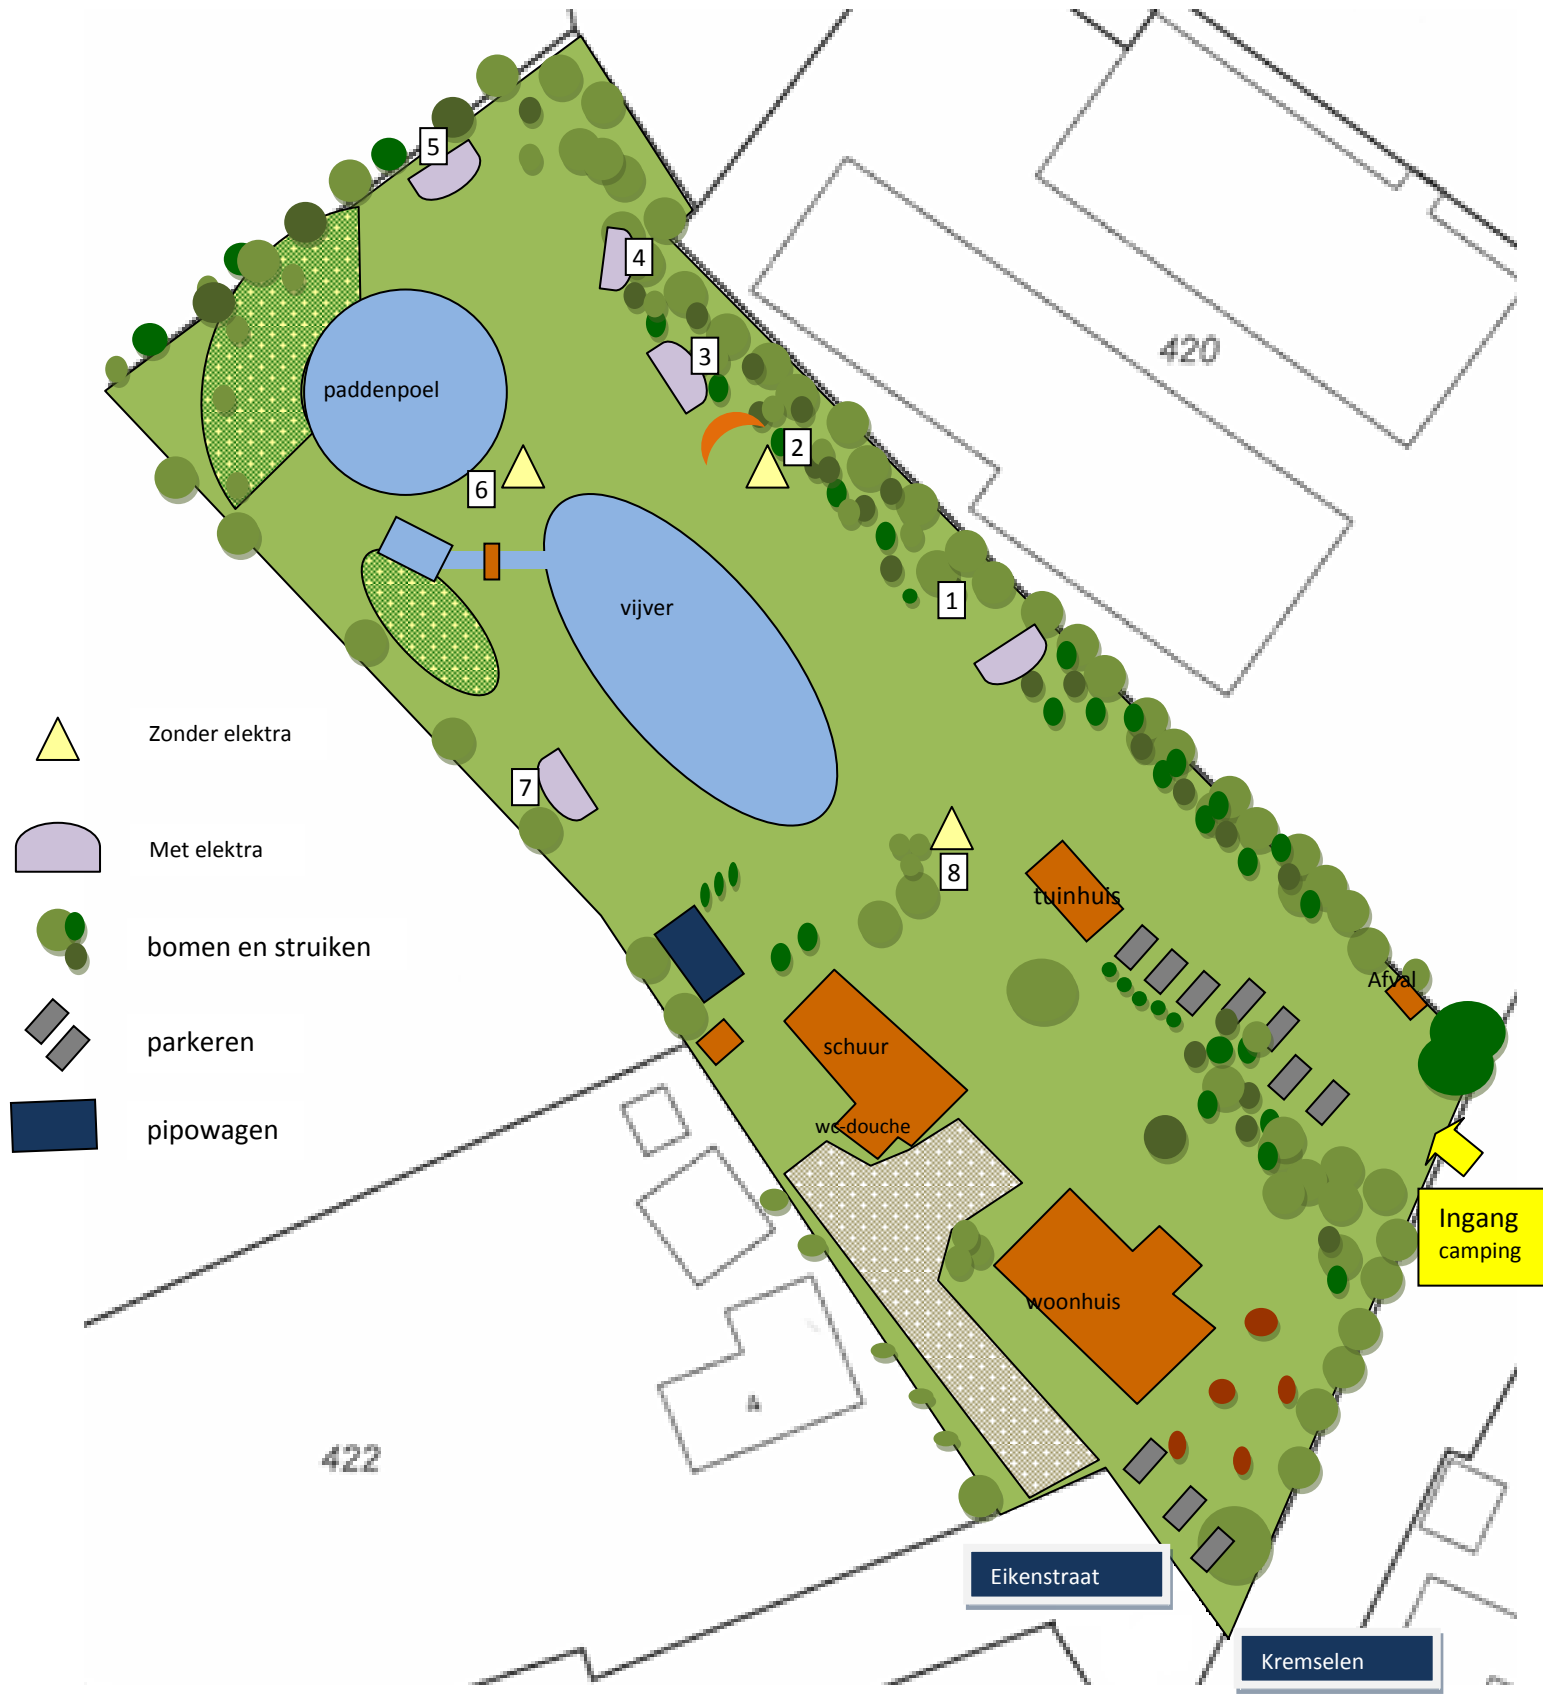 5
4
420
3
paddenpoel
2
6
1
vijver
Zonder elektra
7
Met elektra
8
tuinhuis
bomen en struiken
Afval
parkeren
schuur
pipowagen
wc-douche
Ingang
camping
woonhuis
422
Eikenstraat
Kremselen